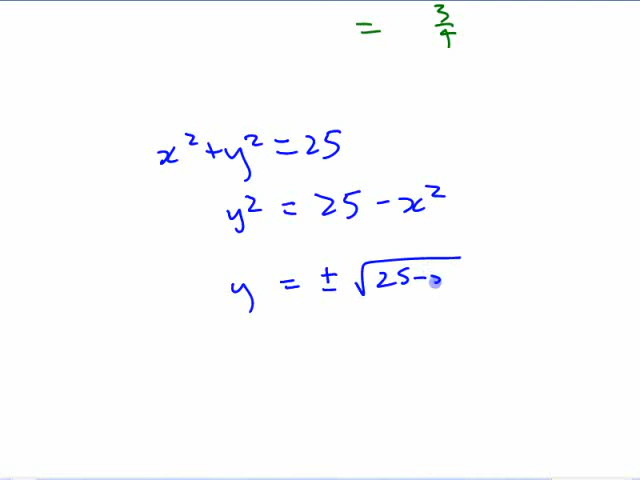 = 3/4
x² + y² = 25
y² = 25 - x²
y = ± √25-